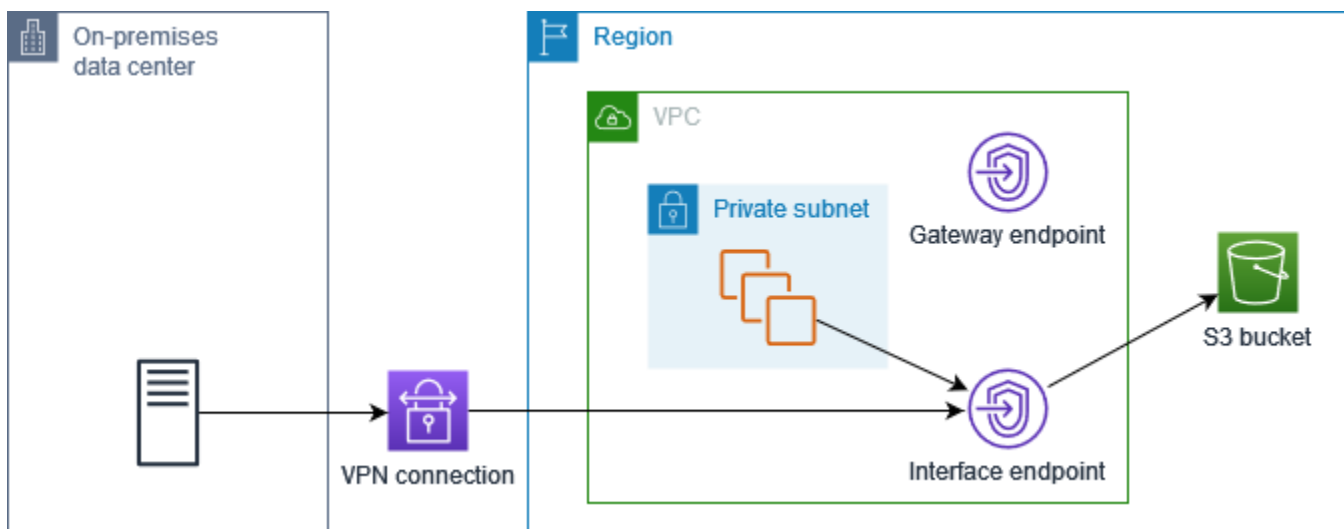 On-premises
data center
Region
VPC
Private subnet
Gateway endpoint
S3 bucket
VPN connection
Interface endpoint